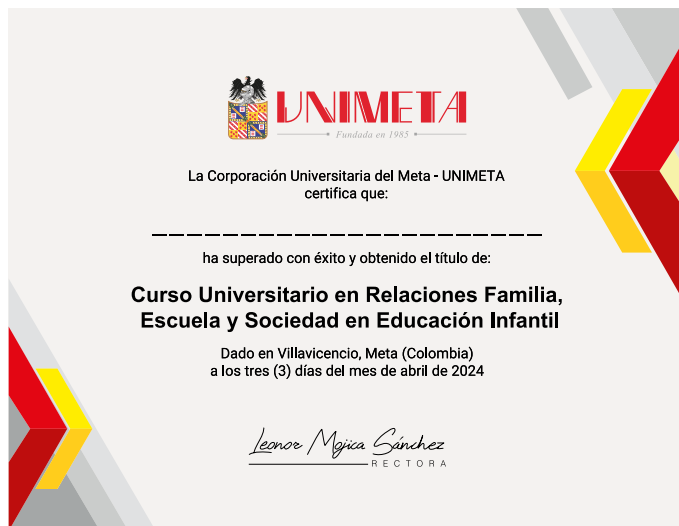 UNIMETA
Fundada en 1985
La Corporación Universitaria del Meta - UNIMETA
certifica que:
ha superado con éxito y obtenido el título de:
Curso Universitario en Relaciones Familia,
Escuela y Sociedad en Educación Infantil
Dado en Villavicencio, Meta (Colombia)
a los tres (3) días del mes de abril de 2024
Leonor Mojica Sánchez
RECTORA